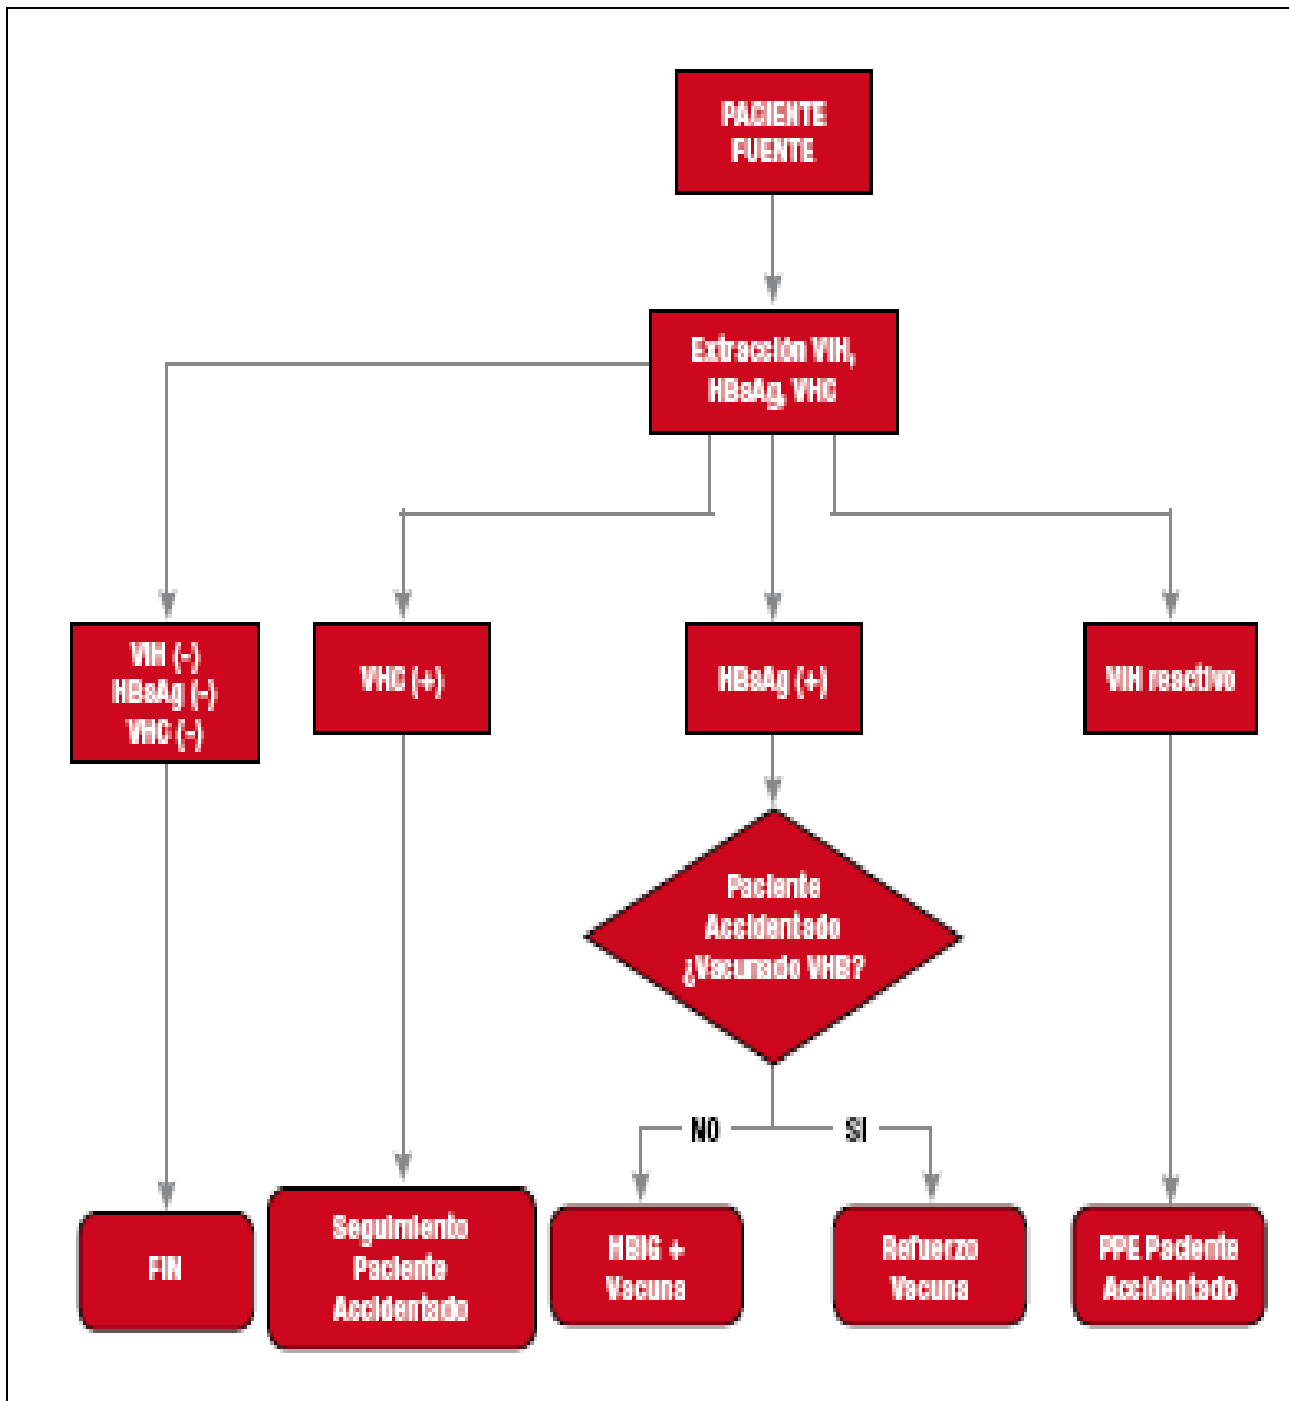 PACIENTE
FUENTE
Extracción VIH,
HBsAg, VHC
VIH (-)
HBsAg (-)
VHC (-)
VHC (+)
HBsAg (+)
VIH reactivo
Paciente
Accidentado
¿Vacunado VHB?
NO
SI
FIN
Seguimiento
Paciente
Accidentado
HBIG +
Vacuna
Refuerzo
Vacuna
PPE Paciente
Accidentado